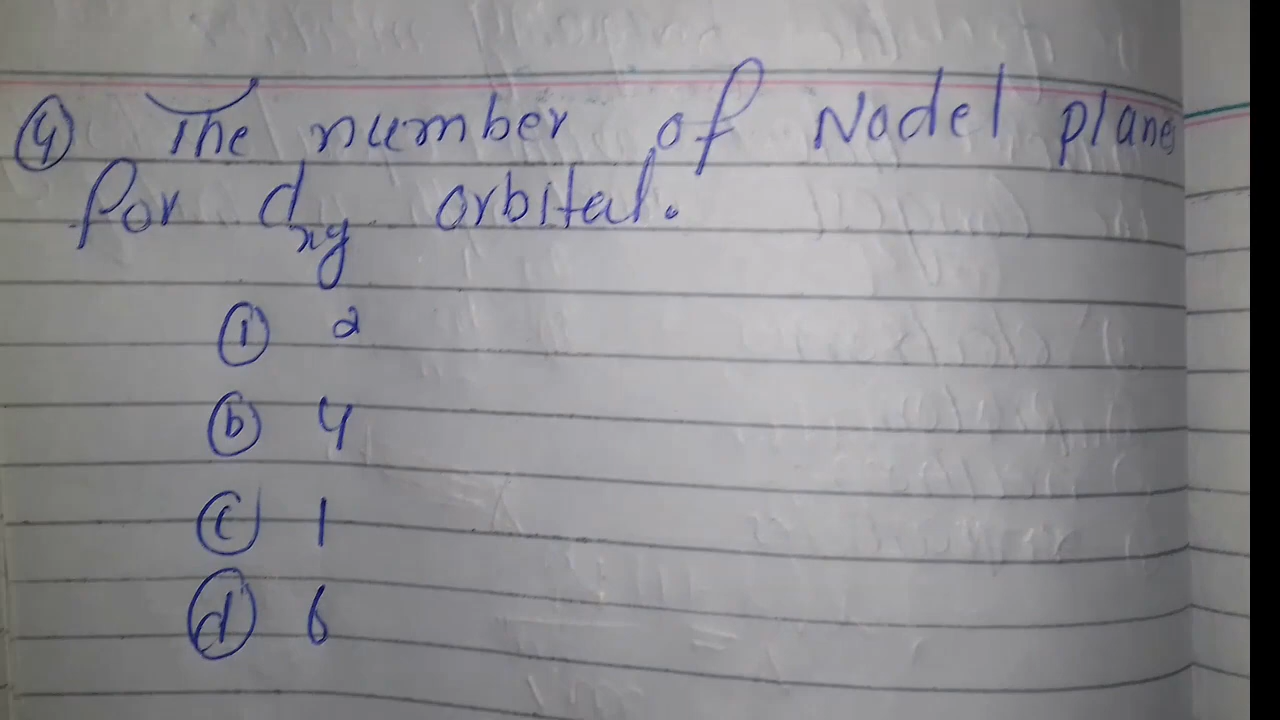 ④ The number of Nodel planes
for dxy orbital.
① 2
ⓑ 4
ⓒ 1
ⓓ 6